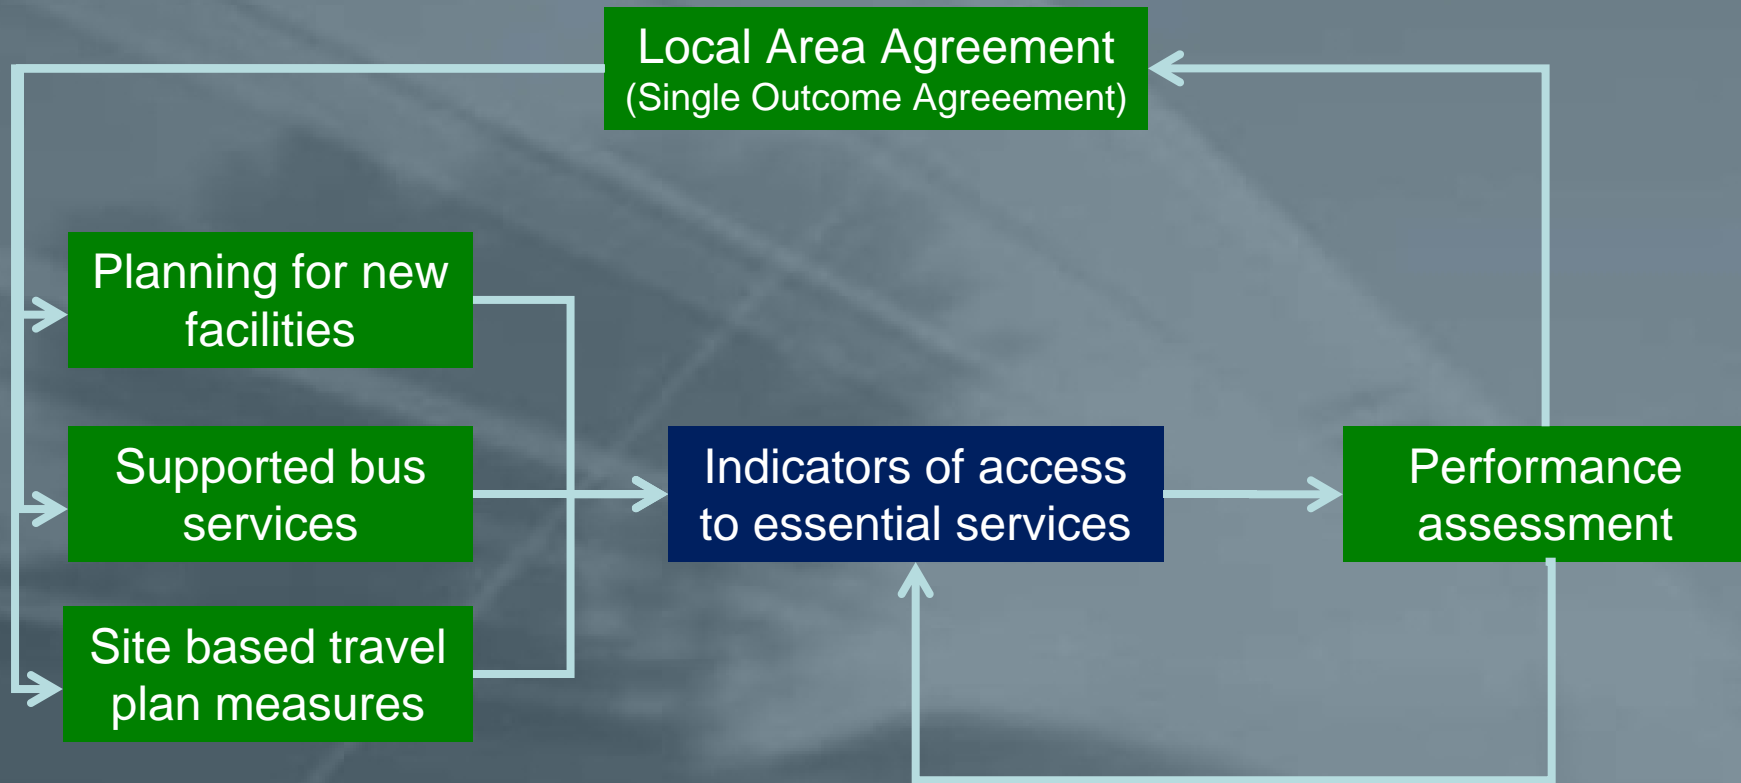 Local Area Agreement
(Single Outcome Agreeement)
Planning for new
facilities
Supported bus
services
Site based travel
plan measures
Indicators of access
to essential services
Performance
assessment